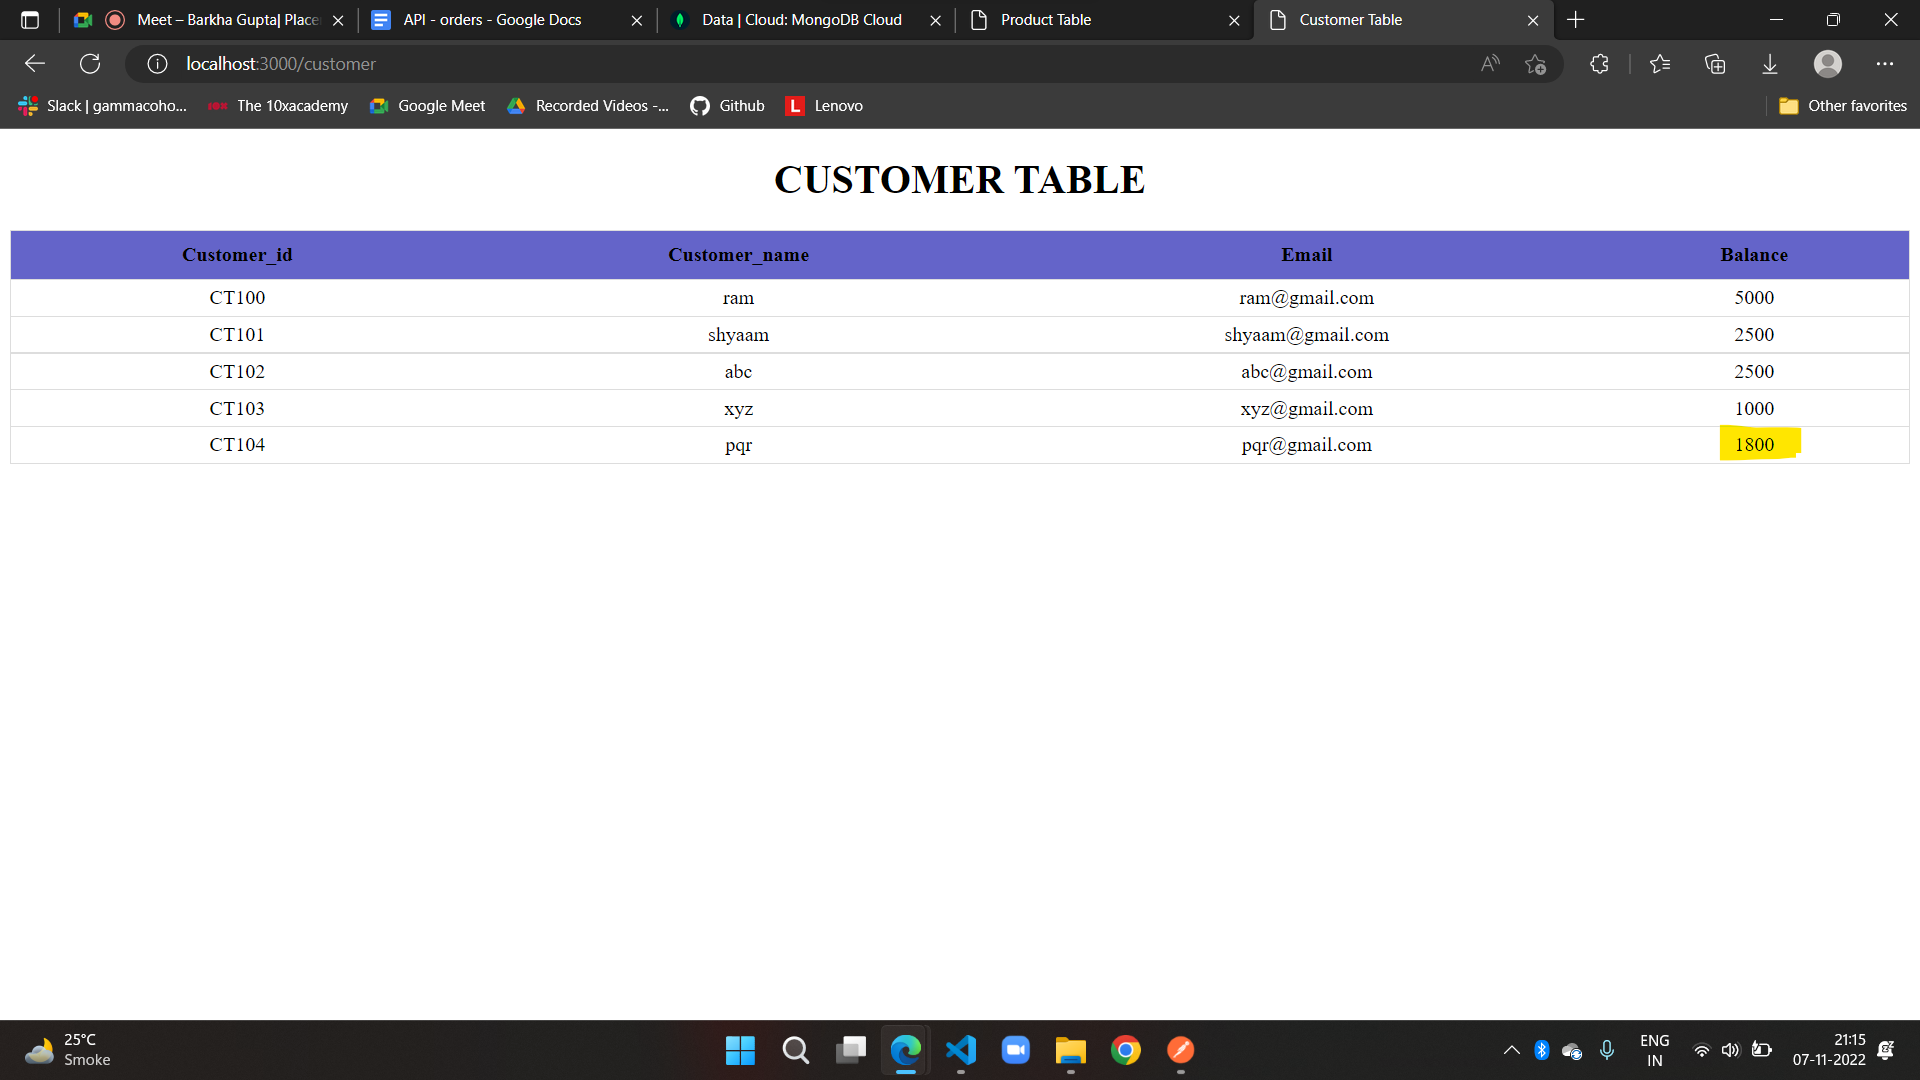 Meet – Barkha Gupta| Place
API - orders - Google Docs
Data | Cloud: MongoDB Cloud
Product Table
Customer Table
localhost:3000/customer
Slack | gammacoho...
The 10xacademy
Google Meet
Recorded Videos -...
Github
L Lenovo
Other favorites
CUSTOMER TABLE
Customer_id Customer_name Email Balance
CT100 ram ram@gmail.com 5000
CT101 shyaam shyaam@gmail.com 2500
CT102 abc abc@gmail.com 2500
CT103 xyz xyz@gmail.com 1000
CT104 pqr pqr@gmail.com 1800
25°C
Smoke
ENG
IN
21:15
07-11-2022